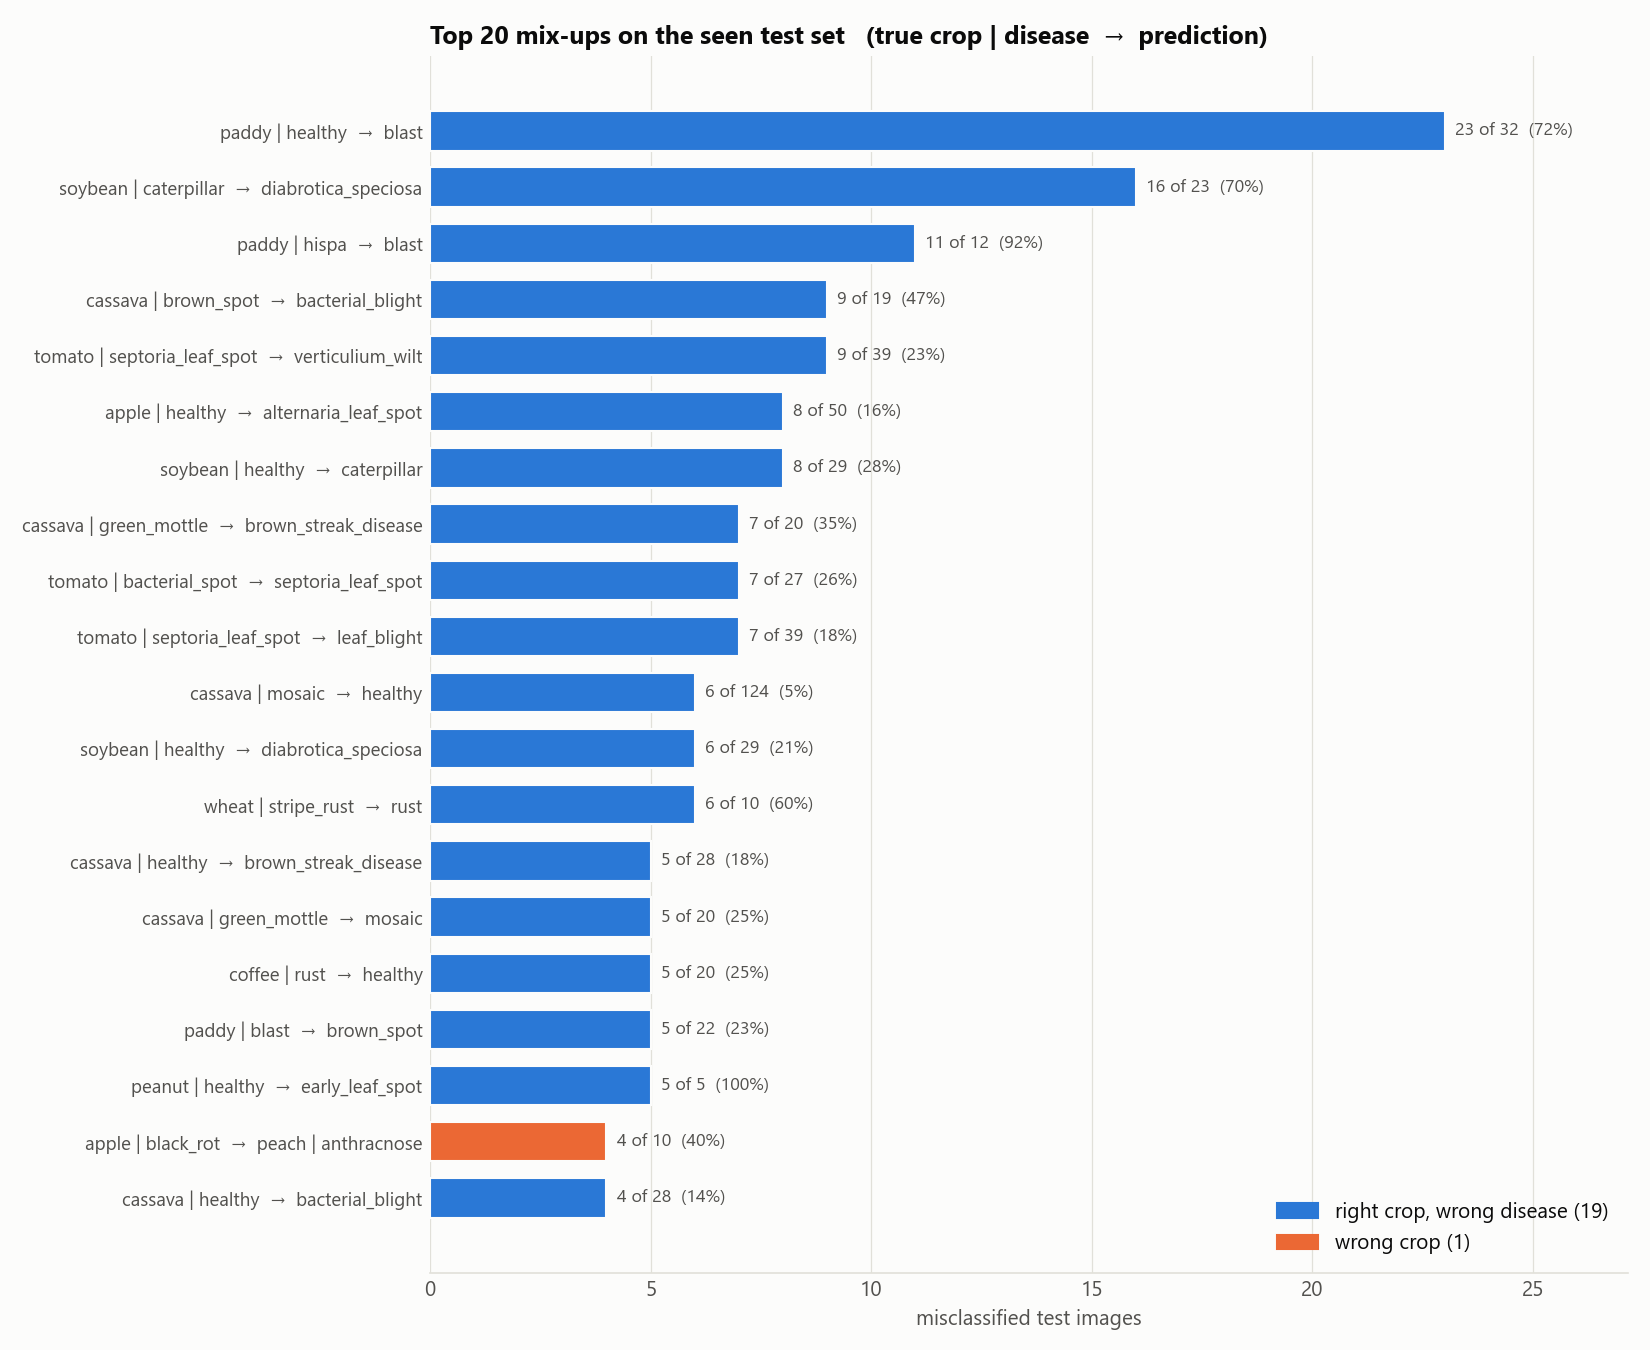 Top 20 mix-ups on the seen test set (true crop | disease → prediction)
paddy | healthy → blast 23 of 32 (72%)
soybean | caterpillar → diabrotica_speciosa 16 of 23 (70%)
paddy | hispa → blast 11 of 12 (92%)
cassava | brown_spot → bacterial_blight 9 of 19 (47%)
tomato | septoria_leaf_spot → verticulium_wilt 9 of 39 (23%)
apple | healthy → alternaria_leaf_spot 8 of 50 (16%)
soybean | healthy → caterpillar 8 of 29 (28%)
cassava | green_mottle → brown_streak_disease 7 of 20 (35%)
tomato | bacterial_spot → septoria_leaf_spot 7 of 27 (26%)
tomato | septoria_leaf_spot → leaf_blight 7 of 39 (18%)
cassava | mosaic → healthy 6 of 124 (5%)
soybean | healthy → diabrotica_speciosa 6 of 29 (21%)
wheat | stripe_rust → rust 6 of 10 (60%)
cassava | healthy → brown_streak_disease 5 of 28 (18%)
cassava | green_mottle → mosaic 5 of 20 (25%)
coffee | rust → healthy 5 of 20 (25%)
paddy | blast → brown_spot 5 of 22 (23%)
peanut | healthy → early_leaf_spot 5 of 5 (100%)
apple | black_rot → peach | anthracnose 4 of 10 (40%)
cassava | healthy → bacterial_blight 4 of 28 (14%)
right crop, wrong disease (19)
wrong crop (1)
0 5 10 15 20 25
misclassified test images